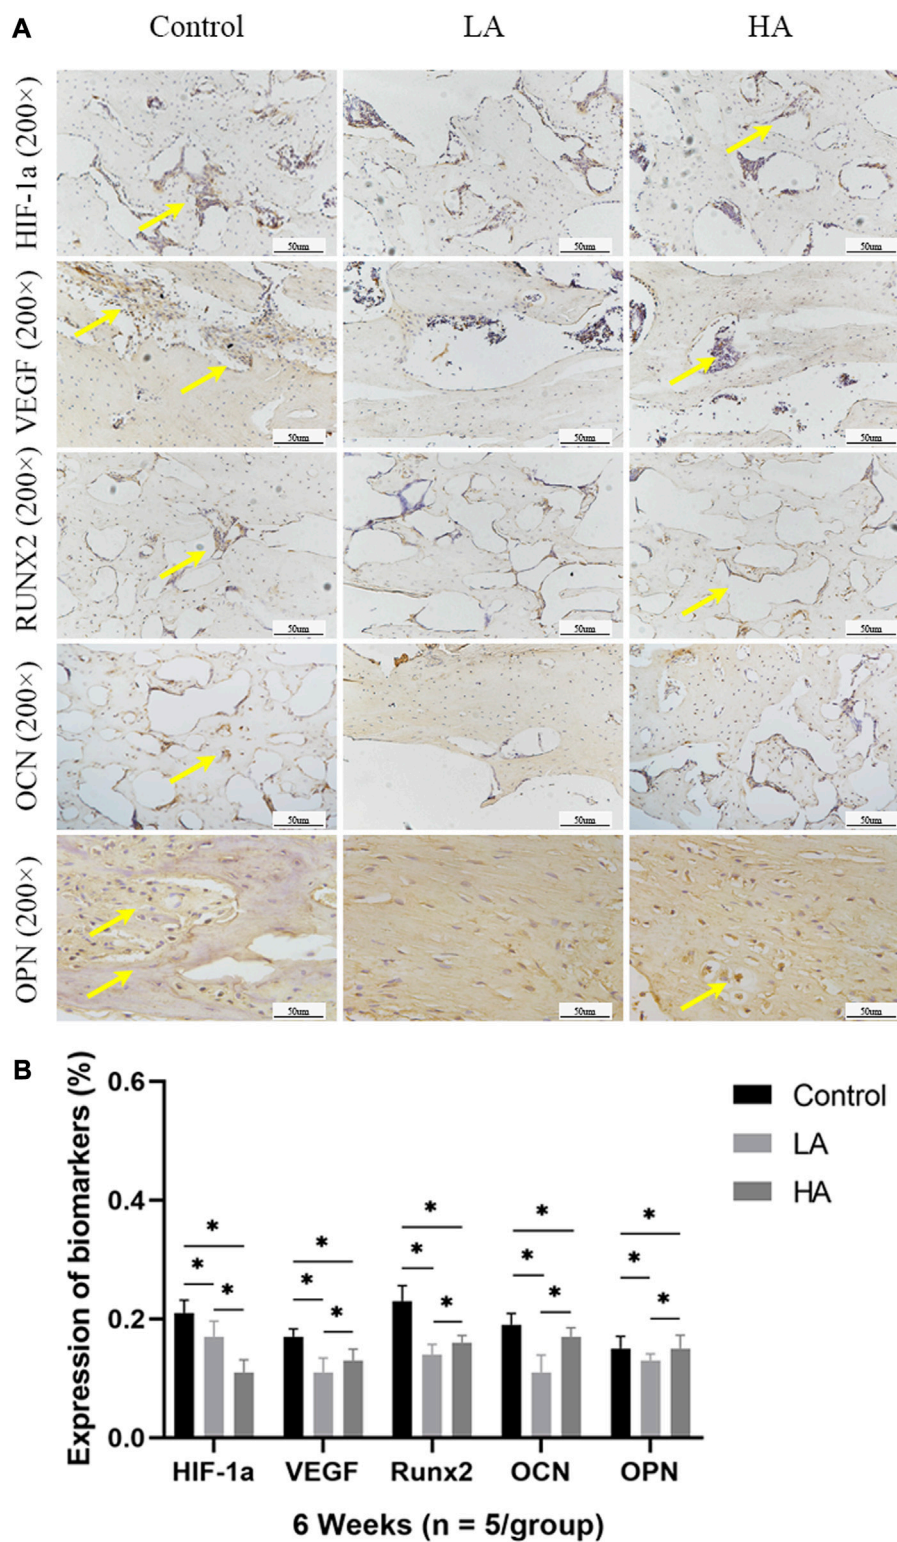 A
Control LA HA
HIF-1a (200×)
50um 50um 50um
VEGF (200×)
50um 50um 50um
RUNX2 (200×)
50um 50um 50um
OCN (200×)
50um 50um 50um
OPN (200×)
50um 50um 50um
B
Expression of biomarkers (%)
0.6
0.4
0.2
0.0
Control
LA
HA
* * *
* * *
* * *
* * *
* * *
HIF-1a VEGF Runx2 OCN OPN
6 Weeks (n = 5/group)